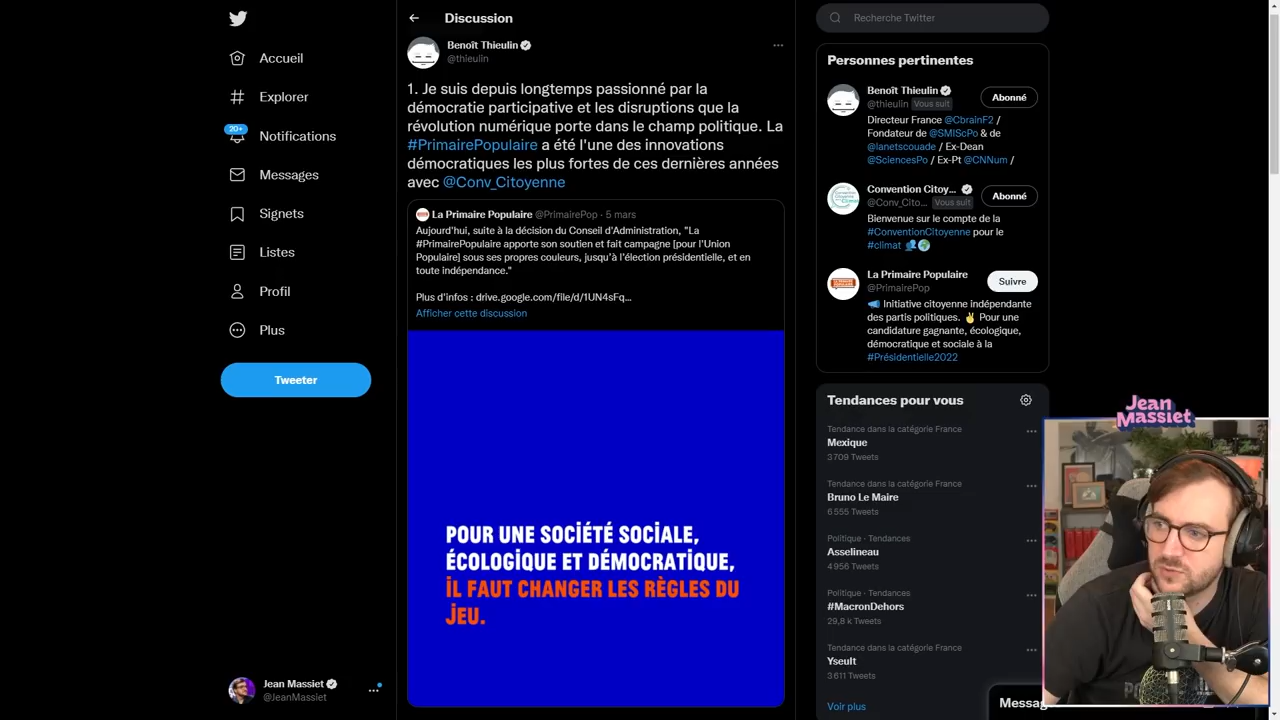 Accueil
Explorer
20+
Notifications
Messages
Signets
Listes
Profil
Plus
Tweeter
Jean Massiet
@JeanMassiet
Discussion
Benoît Thieulin
@thieulin
1. Je suis depuis longtemps passionné par la
démocratie participative et les disruptions que la
révolution numérique porte dans le champ politique. La
#PrimairePopulaire a été l'une des innovations
démocratiques les plus fortes de ces dernières années
avec @Conv_Citoyenne
La Primaire Populaire @PrimairePop · 5 mars
Aujourd'hui, suite à la décision du Conseil d'Administration, "La
#PrimairePopulaire apporte son soutien et fait campagne [pour l'Union
Populaire] sous ses propres couleurs, jusqu'à l'élection présidentielle, et en
toute indépendance."
Plus d'infos : drive.google.com/file/d/1UN4sFq...
Afficher cette discussion
POUR UNE SOCIÉTÉ SOCIALE,
ÉCOLOGIQUE ET DÉMOCRATIQUE,
IL FAUT CHANGER LES RÈGLES DU
JEU.
Recherche Twitter
Personnes pertinentes
Benoît Thieulin
@thieulin Vous suit
Abonné
Directeur France @CbrainF2 /
Fondateur de @SMIScPo & de
@lanetscouade / Ex-Dean
@SciencesPo / Ex-Pt @CNNum /
Convention Citoy...
@Conv_Cito... Vous suit
Abonné
Bienvenue sur le compte de la
#ConventionCitoyenne pour le
#climat
La Primaire Populaire
@PrimairePop
Suivre
Initiative citoyenne indépendante
des partis politiques. ✌ Pour une
candidature gagnante, écologique,
démocratique et sociale à la
#Présidentielle2022
Tendances pour vous
Tendance dans la catégorie France
Mexique
3 709 Tweets
Tendance dans la catégorie France
Bruno Le Maire
6 555 Tweets
Politique · Tendances
Asselineau
4 956 Tweets
Politique · Tendances
#MacronDehors
29,8 k Tweets
Tendance dans la catégorie France
Yseult
3 611 Tweets
Voir plus
Jean
Massiet